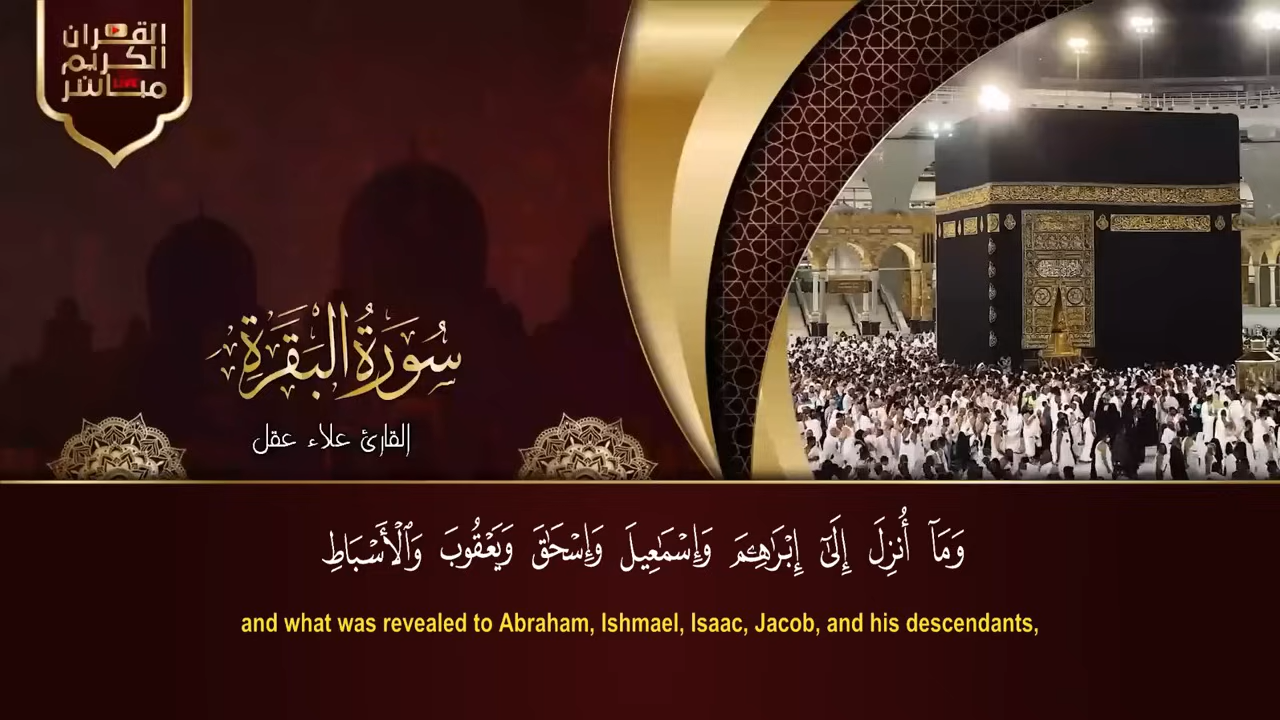 القرآن
الكريم
مباشر
LIVE
سُورَةُ البَقَرَةِ
القارئ علاء عقل
وَمَآ أُنزِلَ إِلَىٰٓ إِبْرَٰهِـۧمَ وَإِسْمَـٰعِيلَ وَإِسْحَـٰقَ وَيَعْقُوبَ وَٱلْأَسْبَاطِ
and what was revealed to Abraham, Ishmael, Isaac, Jacob, and his descendants,